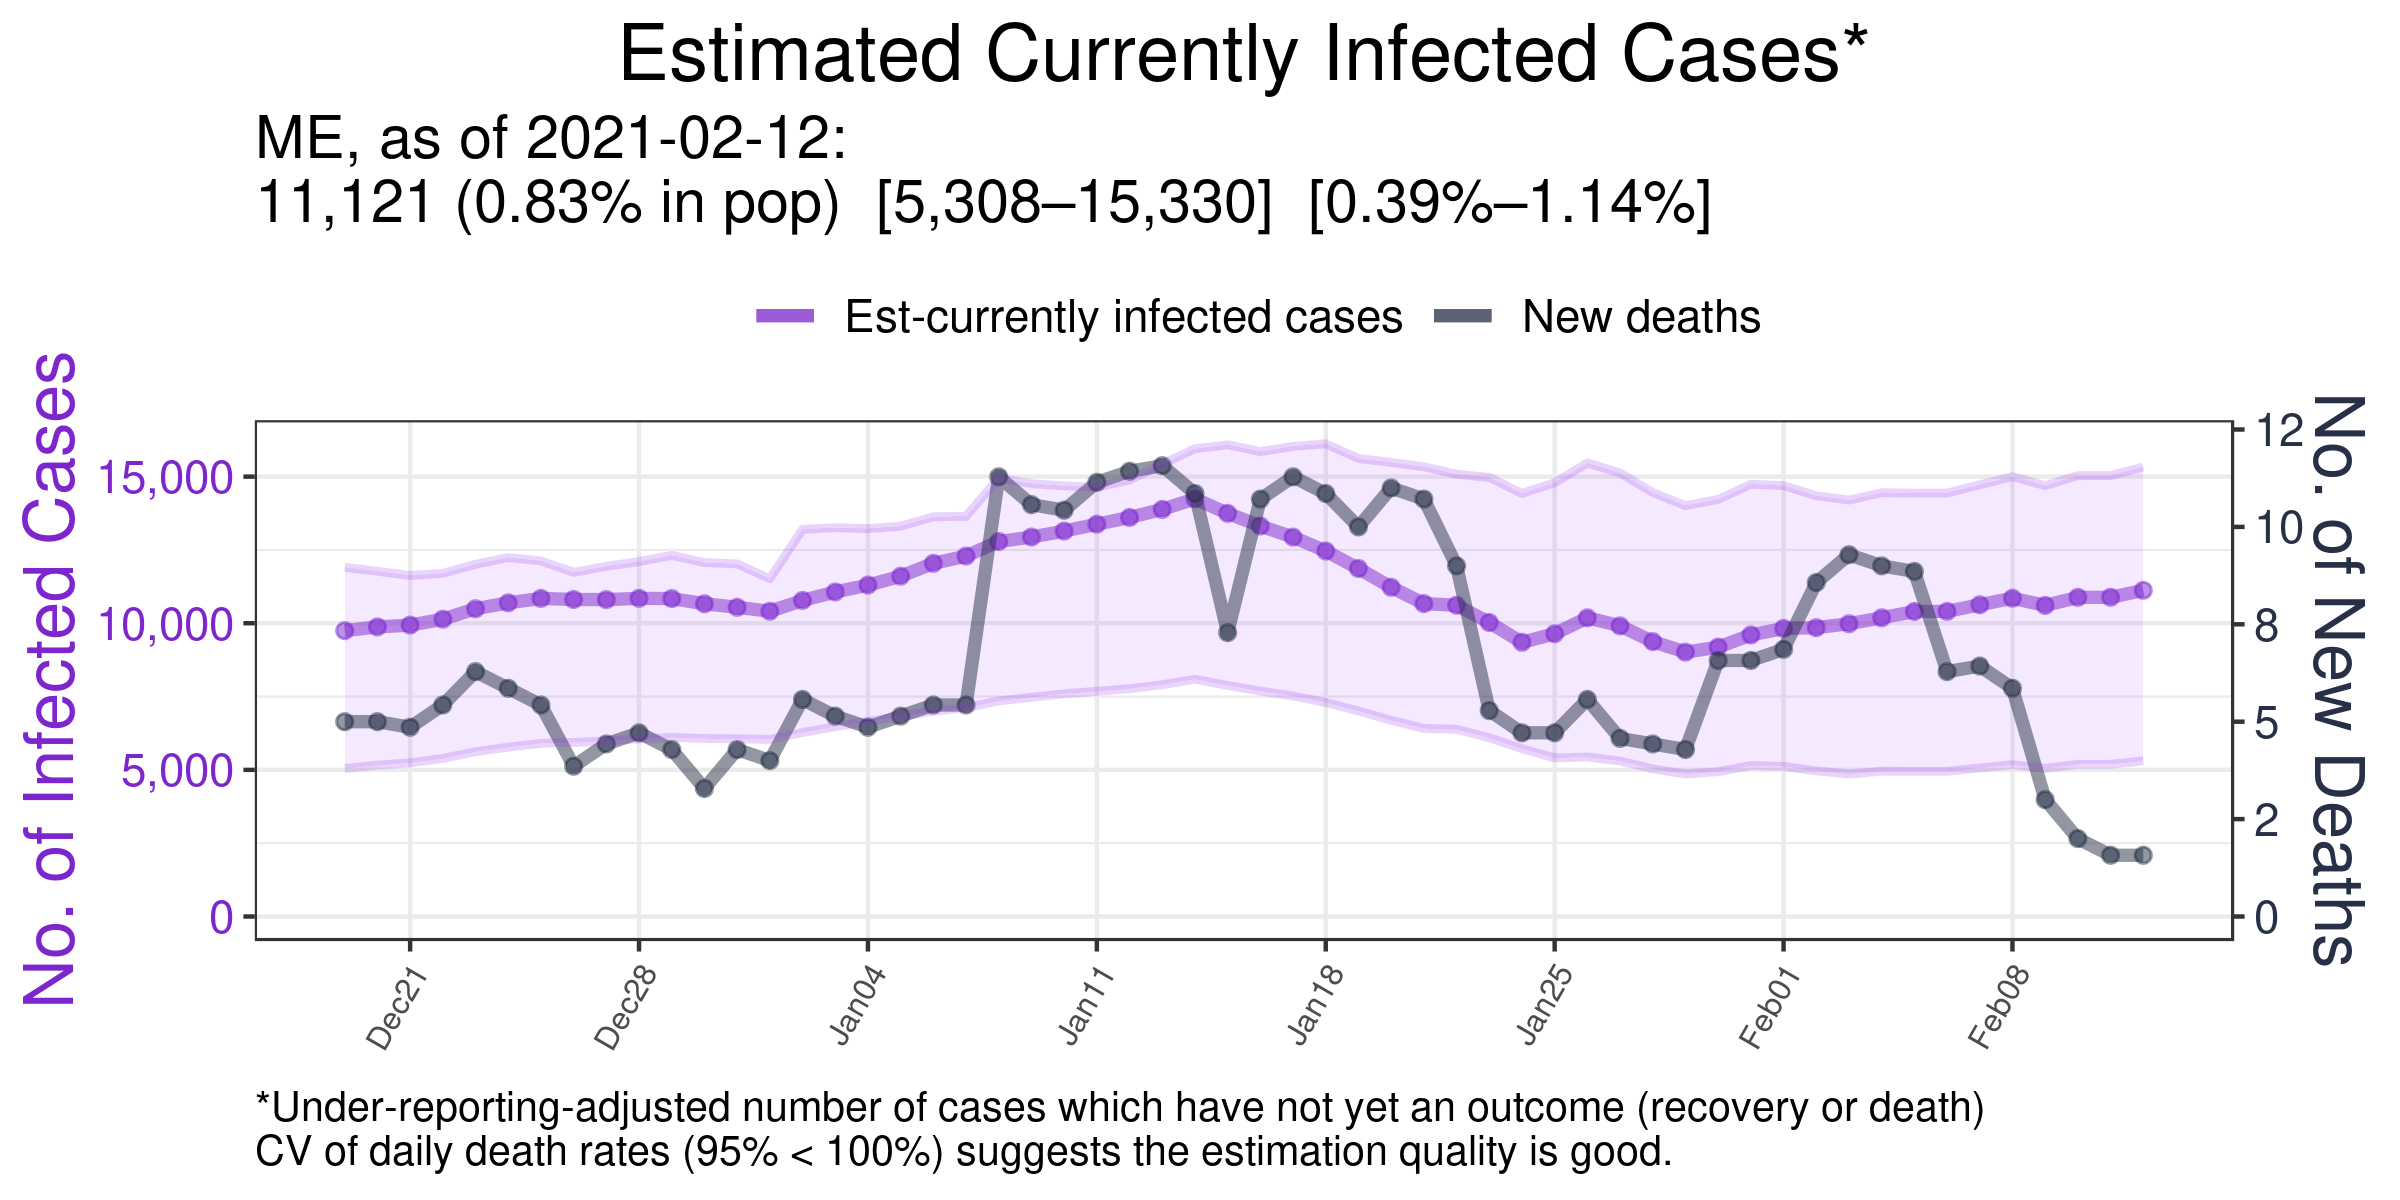 Estimated Currently Infected Cases*
ME, as of 2021-02-12:
11,121 (0.83% in pop)  [5,308–15,330]  [0.39%–1.14%]
Est-currently infected cases
New deaths
No. of Infected Cases
15,000
10,000
5,000
0
12
10
8
5
2
0
No. of New Deaths
Dec21
Dec28
Jan04
Jan11
Jan18
Jan25
Feb01
Feb08
*Under-reporting-adjusted number of cases which have not yet an outcome (recovery or death)
CV of daily death rates (95% < 100%) suggests the estimation quality is good.